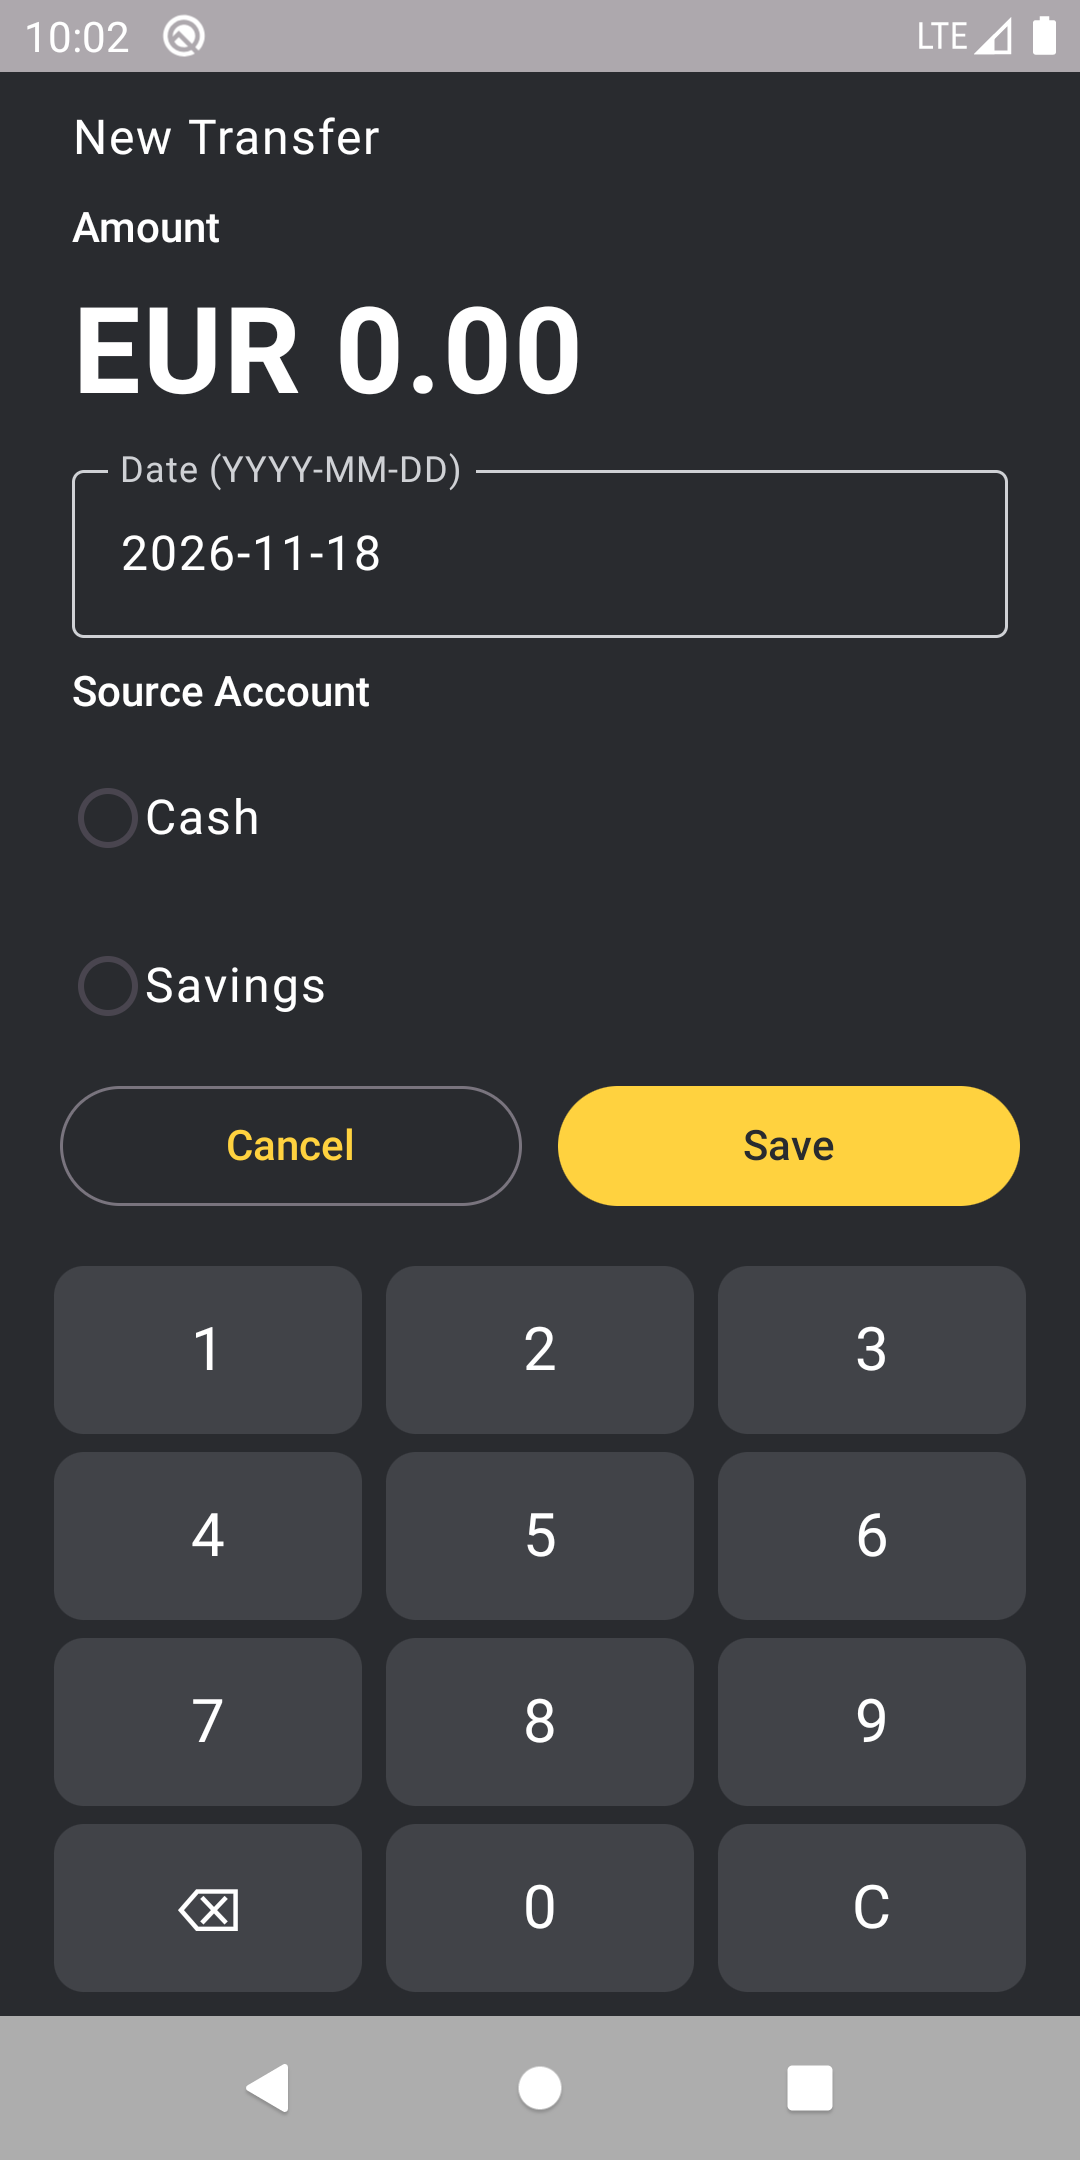 10:02 LTE
New Transfer
Amount
EUR 0.00
Date (YYYY-MM-DD)
2026-11-18
Source Account
Cash
Savings
Cancel Save
1 2 3
4 5 6
7 8 9
0 C